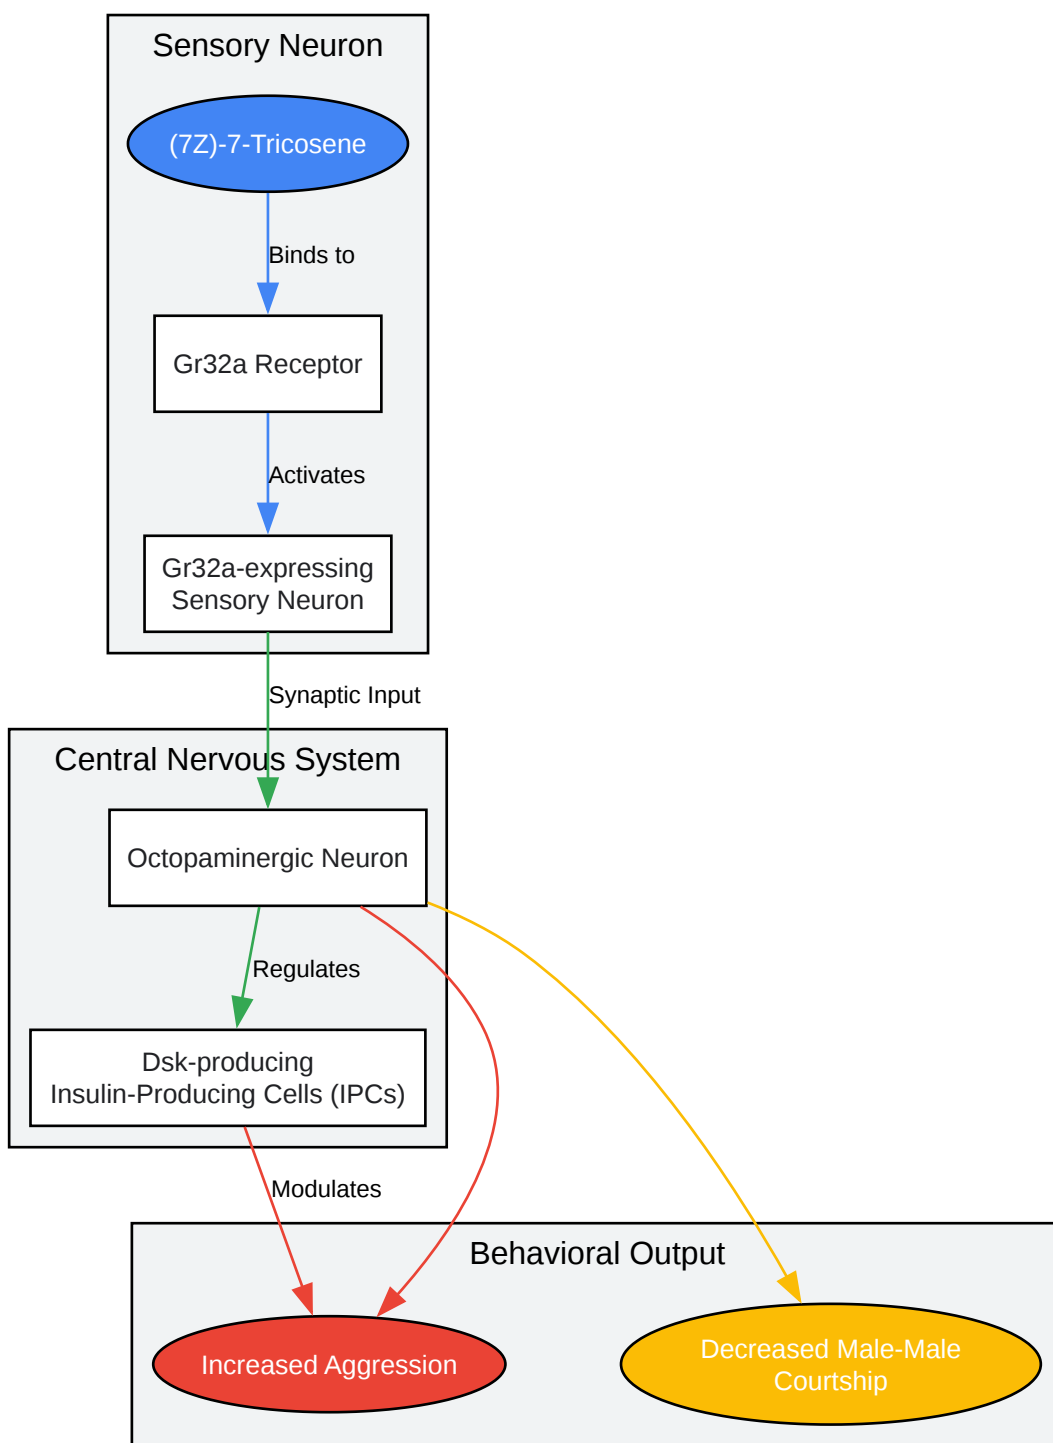 Sensory Neuron
(7Z)-7-Tricosene
Binds to
Gr32a Receptor
Activates
Gr32a-expressing
Sensory Neuron
Synaptic Input
Central Nervous System
Octopaminergic Neuron
Regulates
Dsk-producing
Insulin-Producing Cells (IPCs)
Modulates
Behavioral Output
Increased Aggression
Decreased Male-Male
Courtship